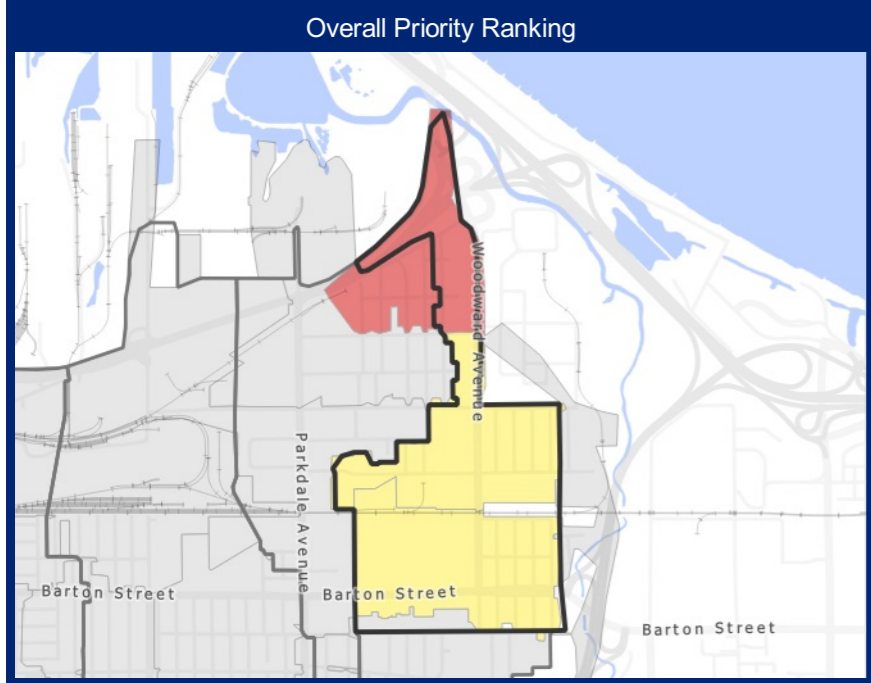 Overall Priority Ranking
Woodward Avenue
Parkdale Avenue
Barton Street
Barton Street
Barton Street